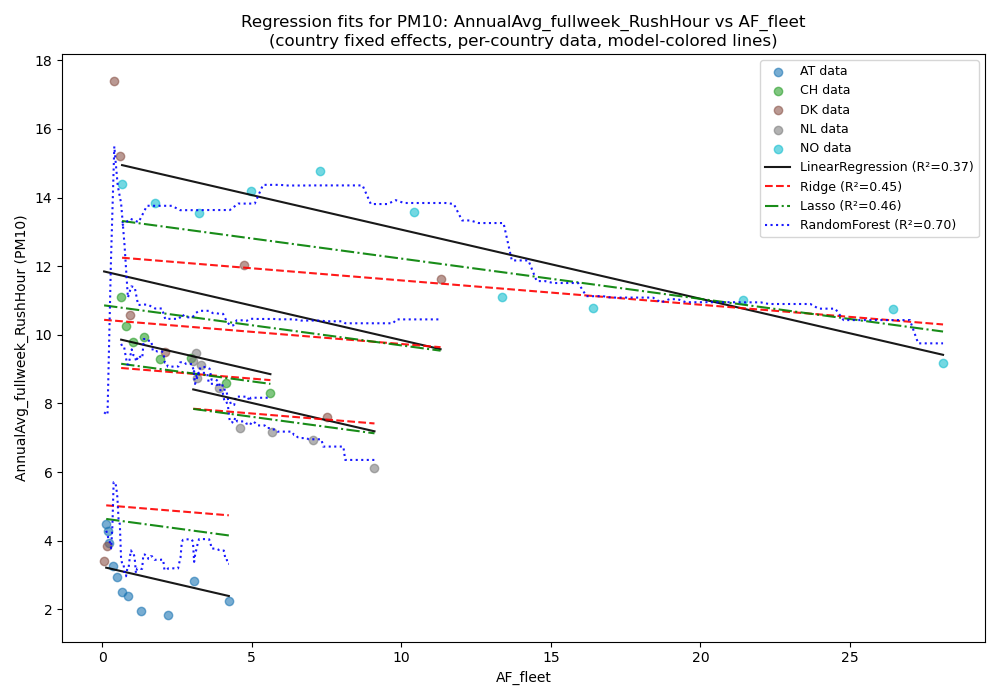 Regression fits for PM10: AnnualAvg_fullweek_RushHour vs AF_fleet
(country fixed effects, per-country data, model-colored lines)
AT data
CH data
DK data
NL data
NO data
LinearRegression (R²=0.37)
Ridge (R²=0.45)
Lasso (R²=0.46)
RandomForest (R²=0.70)
AnnualAvg_fullweek_RushHour (PM10)
18
16
14
12
10
8
6
4
2
0
5
10
15
20
25
AF_fleet